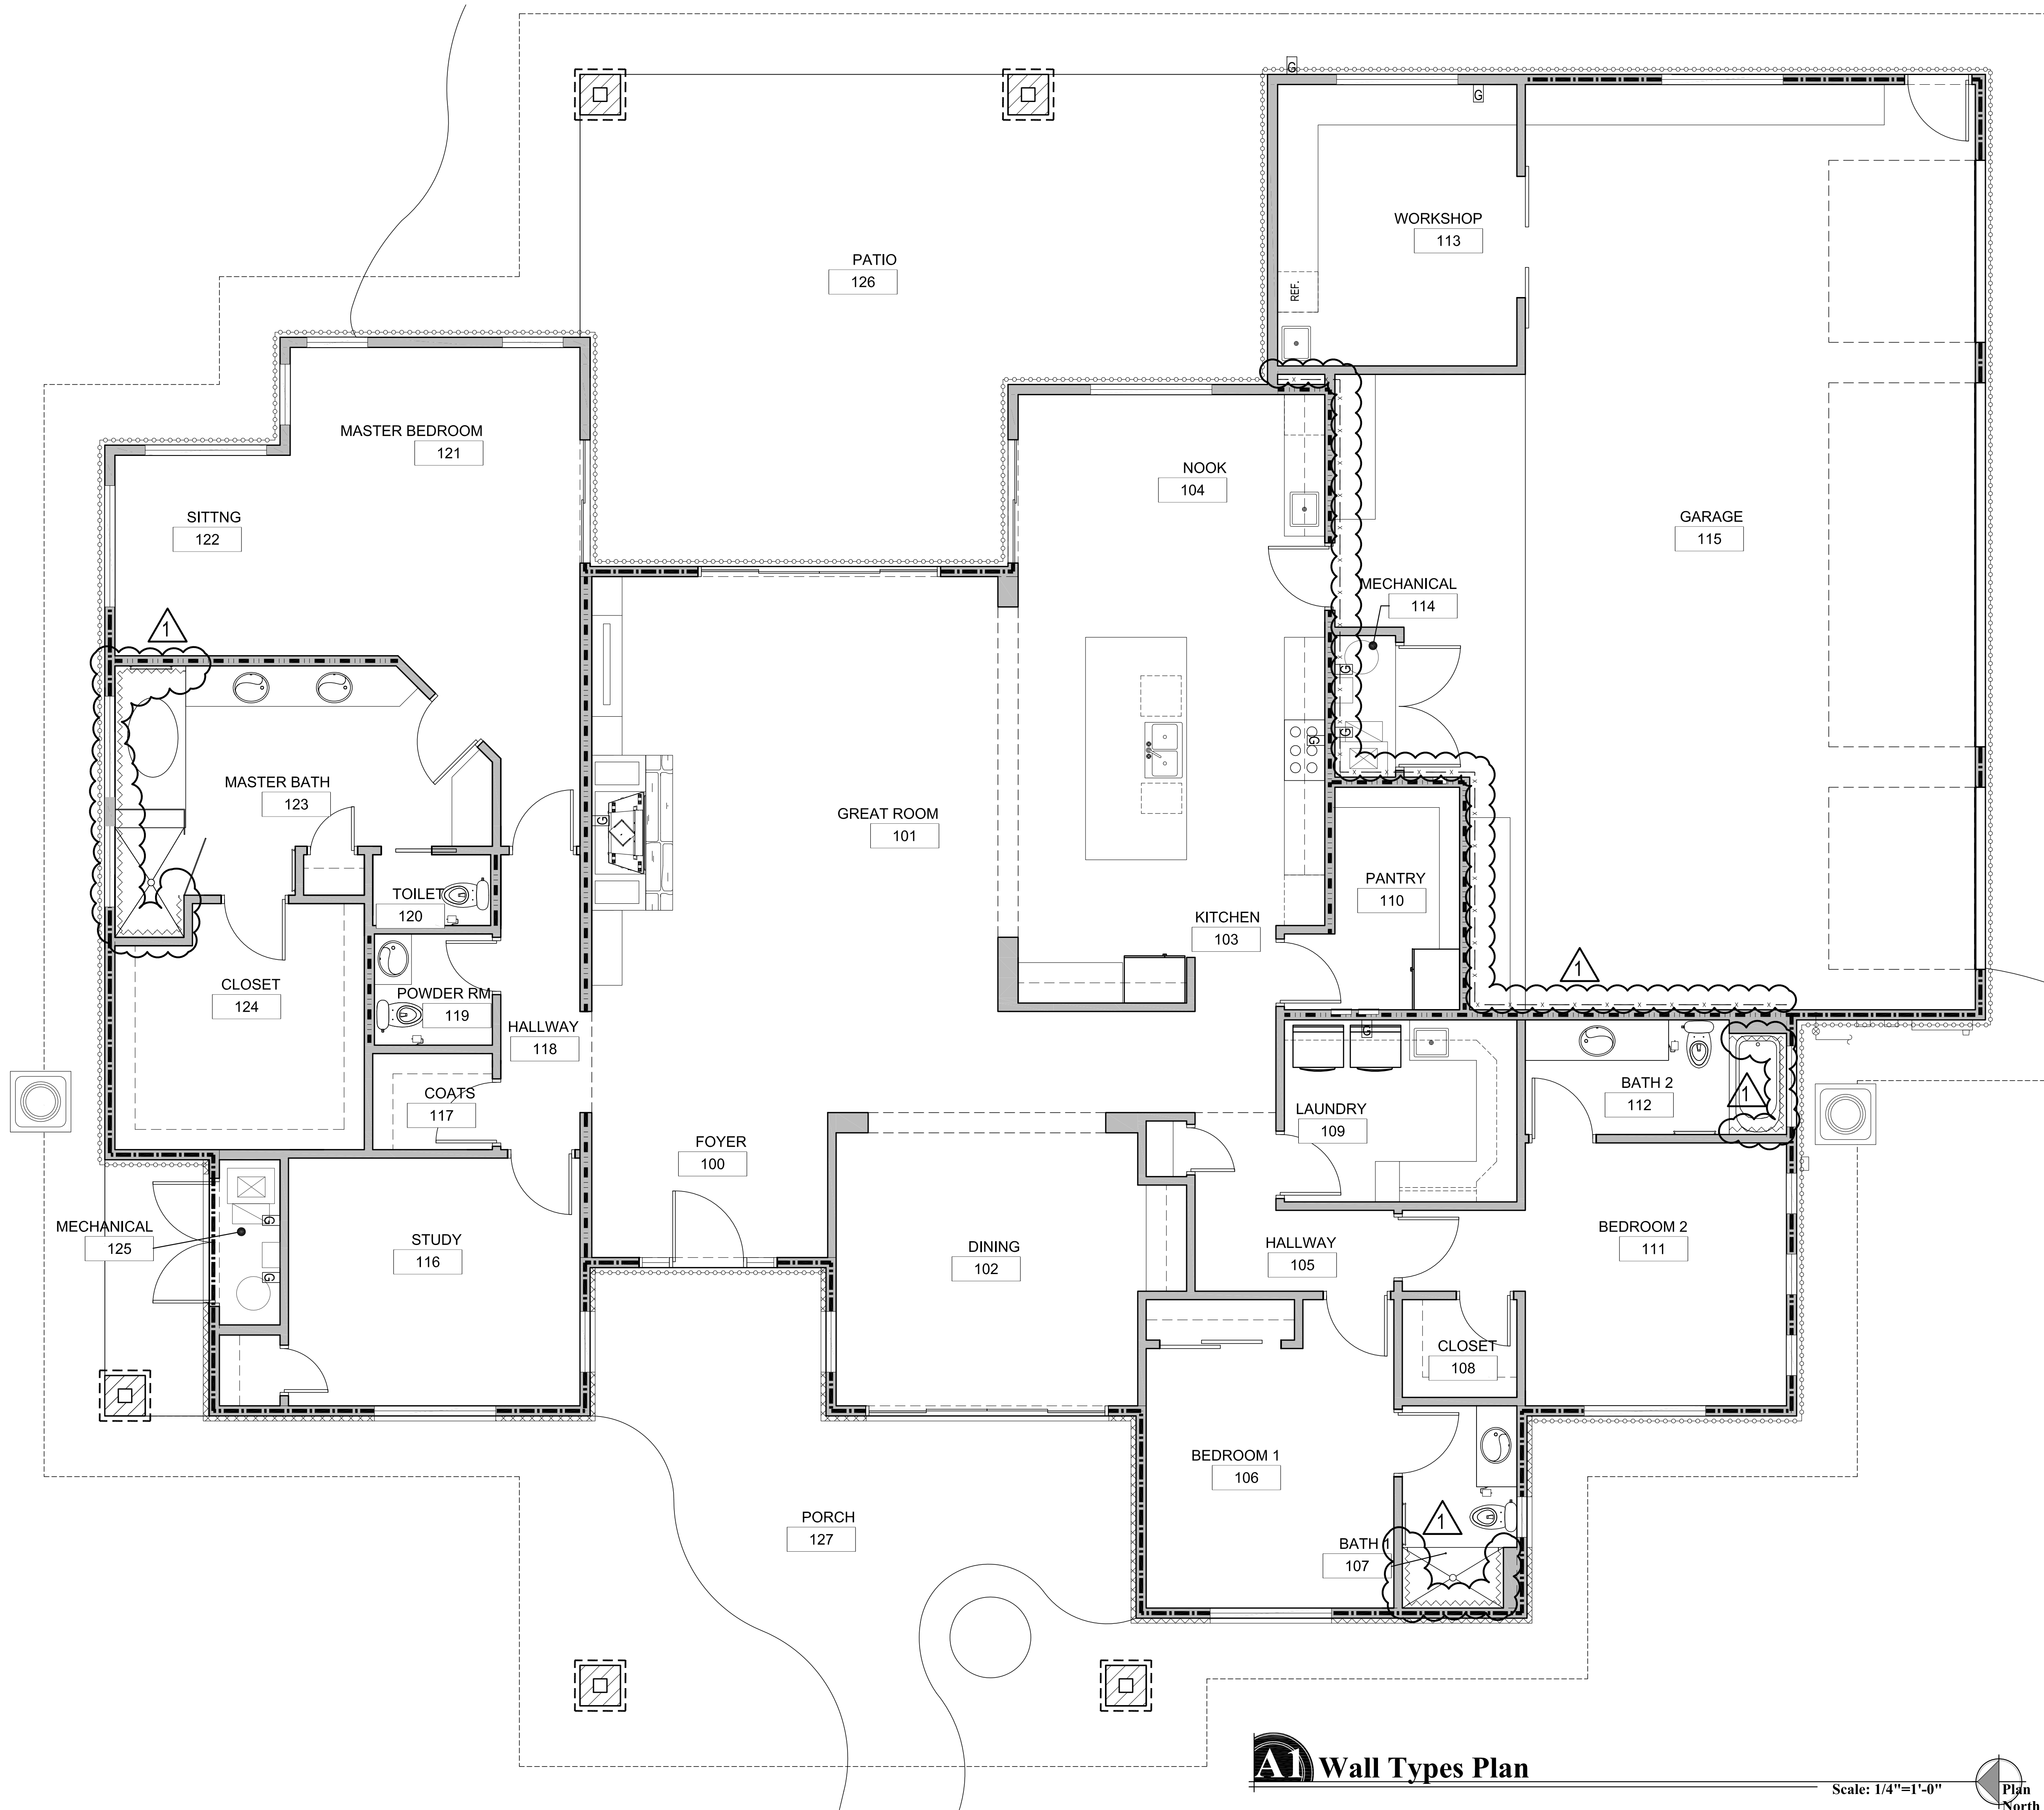 G
G
WORKSHOP
113
PATIO
126
REF.
MASTER BEDROOM
121
NOOK
104
SITTNG
122
GARAGE
115
MECHANICAL
114
1
G
G
G
MASTER BATH
123
GREAT ROOM
101
G
TOILET
120
PANTRY
110
KITCHEN
103
CLOSET
124
POWDER RM
119
1
HALLWAY
118
G
COATS
117
LAUNDRY
109
BATH 2
112
1
FOYER
100
MECHANICAL
125
G
G
STUDY
116
DINING
102
HALLWAY
105
BEDROOM 2
111
CLOSET
108
BEDROOM 1
106
PORCH
127
1
BATH 1
107
A1 Wall Types Plan
Scale: 1/4"=1'-0"
Plan
North